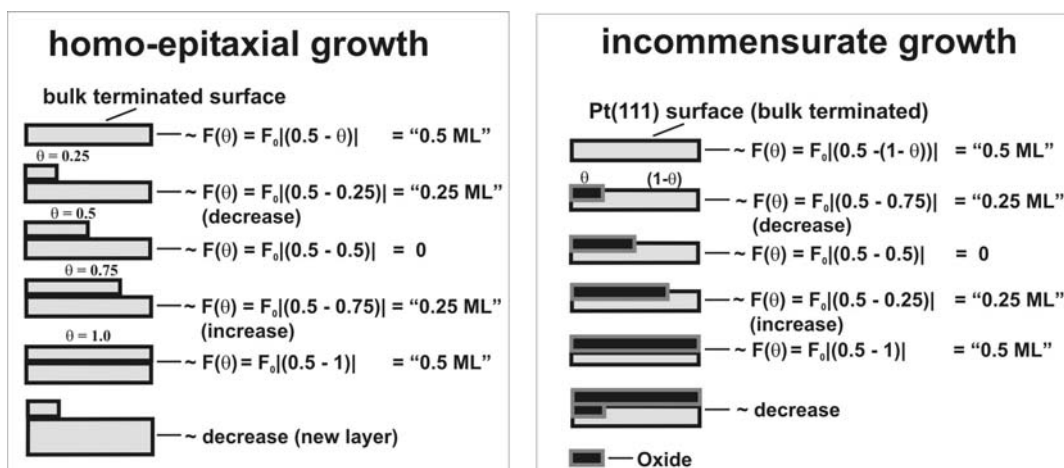 homo-epitaxial growth
bulk terminated surface
~ F(θ) = F₀|(0.5 - θ)| = “0.5 ML”
θ = 0.25
~ F(θ) = F₀|(0.5 - 0.25)| = “0.25 ML”
(decrease)
θ = 0.5
~ F(θ) = F₀|(0.5 - 0.5)| = 0
θ = 0.75
~ F(θ) = F₀|(0.5 - 0.75)| = “0.25 ML”
(increase)
θ = 1.0
~ F(θ) = F₀|(0.5 - 1)| = “0.5 ML”
~ decrease (new layer)
incommensurate growth
Pt(111) surface (bulk terminated)
~ F(θ) = F₀|(0.5 -(1- θ))| = “0.5 ML”
θ (1-θ)
~ F(θ) = F₀|(0.5 - 0.75)| = “0.25 ML”
(decrease)
~ F(θ) = F₀|(0.5 - 0.5)| = 0
~ F(θ) = F₀|(0.5 - 0.25)| = “0.25 ML”
(increase)
~ F(θ) = F₀|(0.5 - 1)| = “0.5 ML”
~ decrease
Oxide